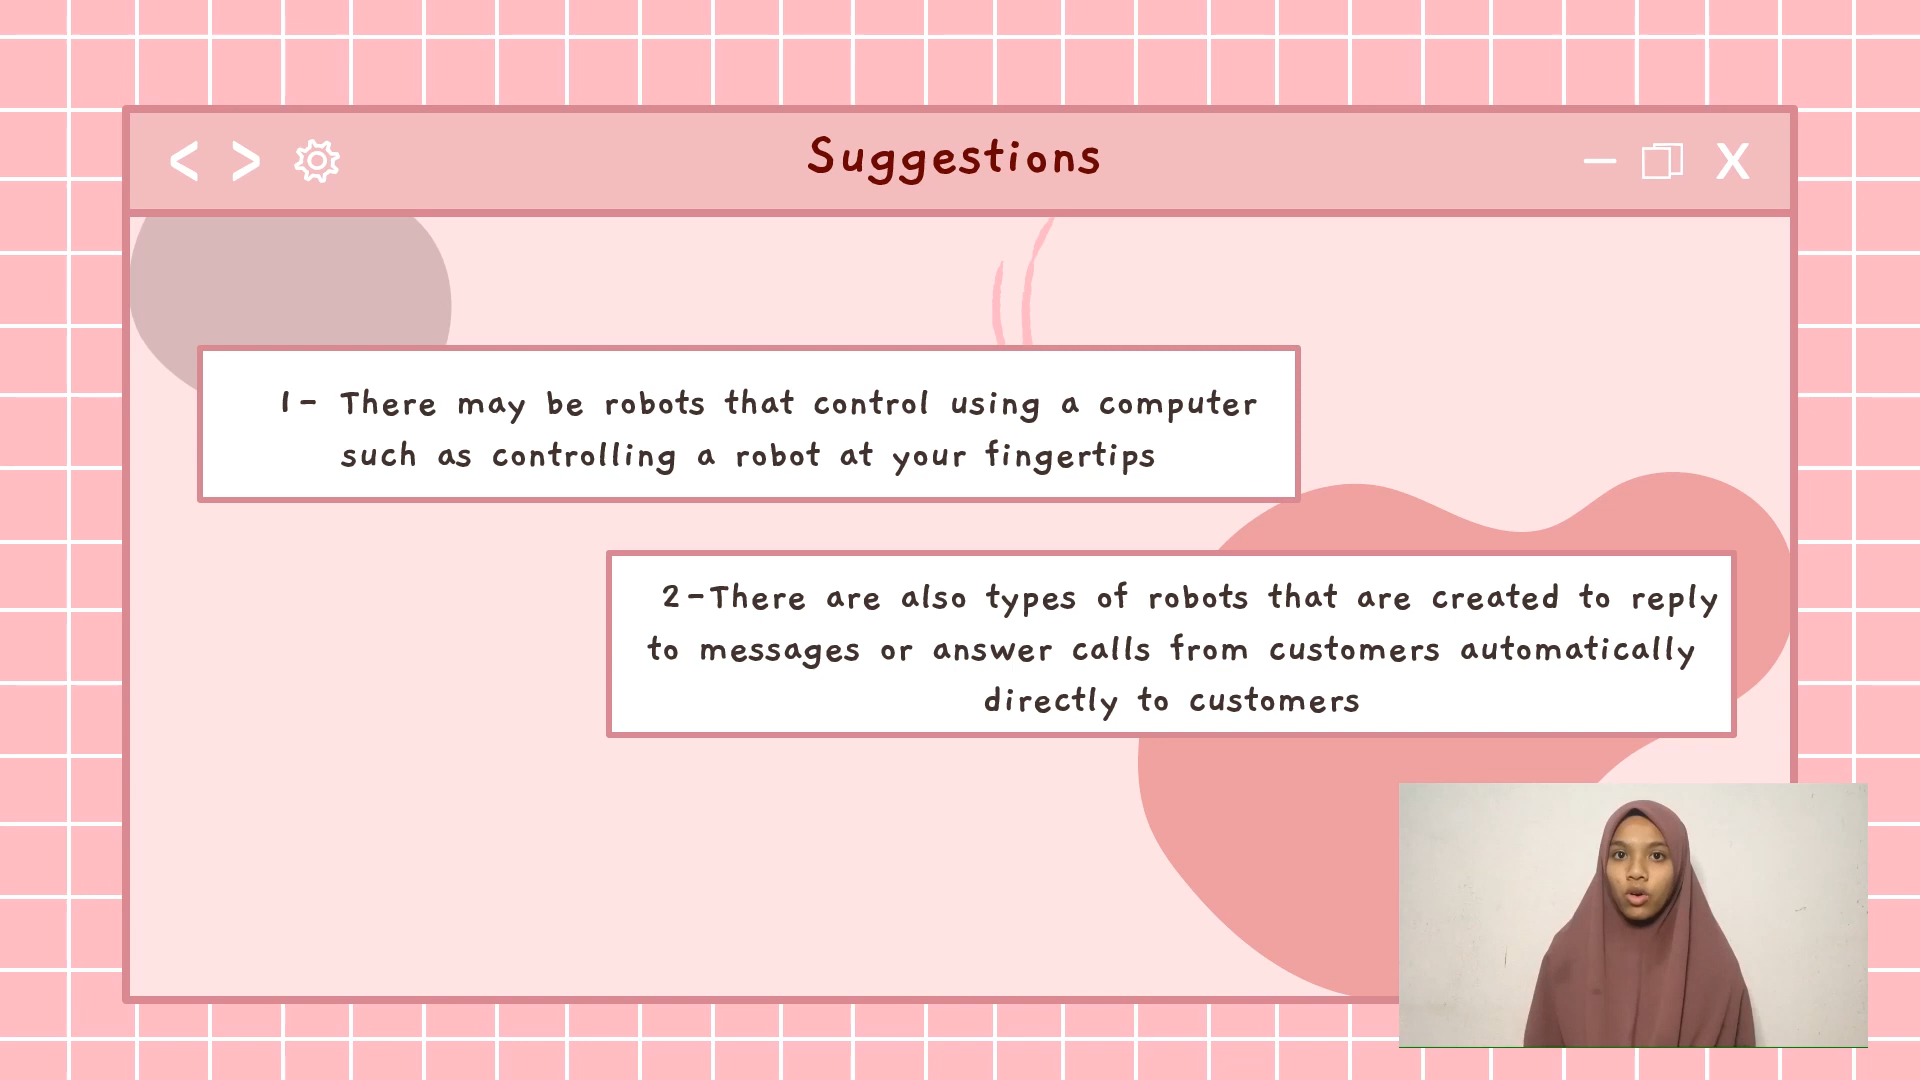 Suggestions
1- There may be robots that control using a computer
such as controlling a robot at your fingertips
2-There are also types of robots that are created to reply
to messages or answer calls from customers automatically
directly to customers